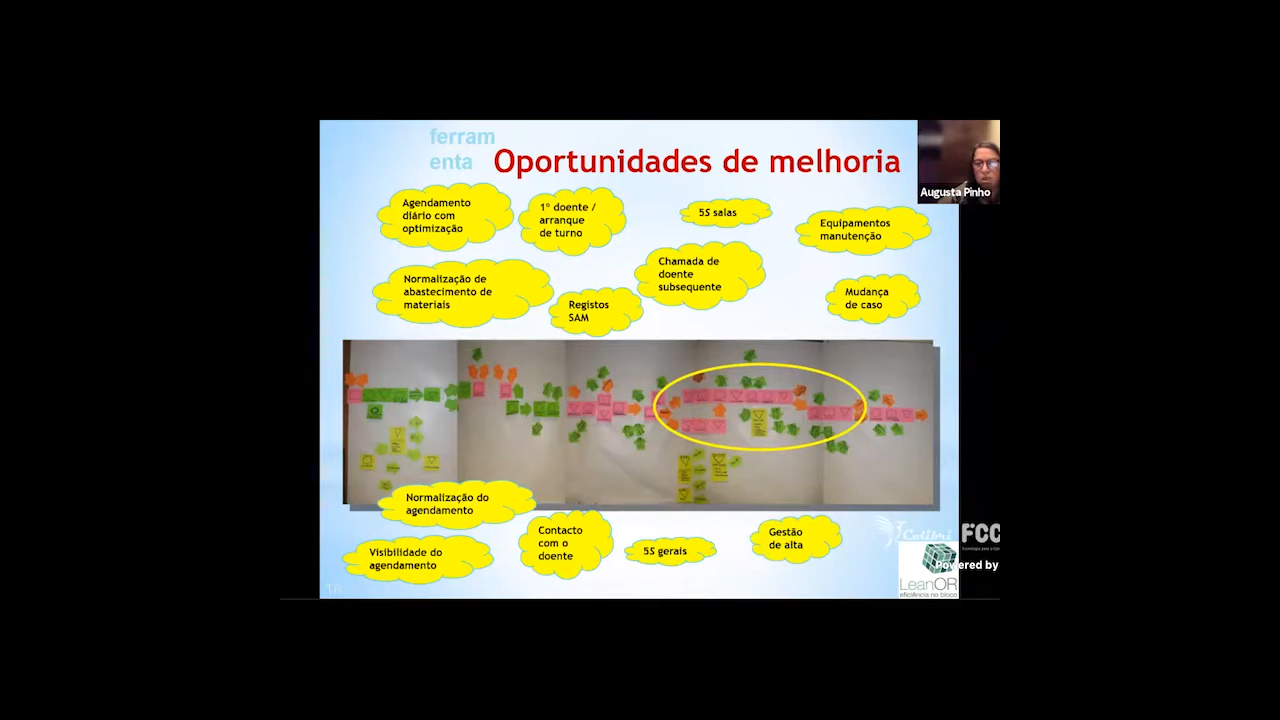 ferram
enta
Oportunidades de melhoria
Augusta Pinho
Agendamento
diário com
optimização
1º doente /
arranque
de turno
5S salas
Equipamentos
manutenção
Normalização de
abastecimento de
materiais
Registos
SAM
Chamada de
doente
subsequente
Mudança
de caso
Normalização do
agendamento
Visibilidade do
agendamento
Contacto
com o
doente
5S gerais
Gestão
de alta
Colibri
FCC
Powered by
LeanOR
eficiência no bloco